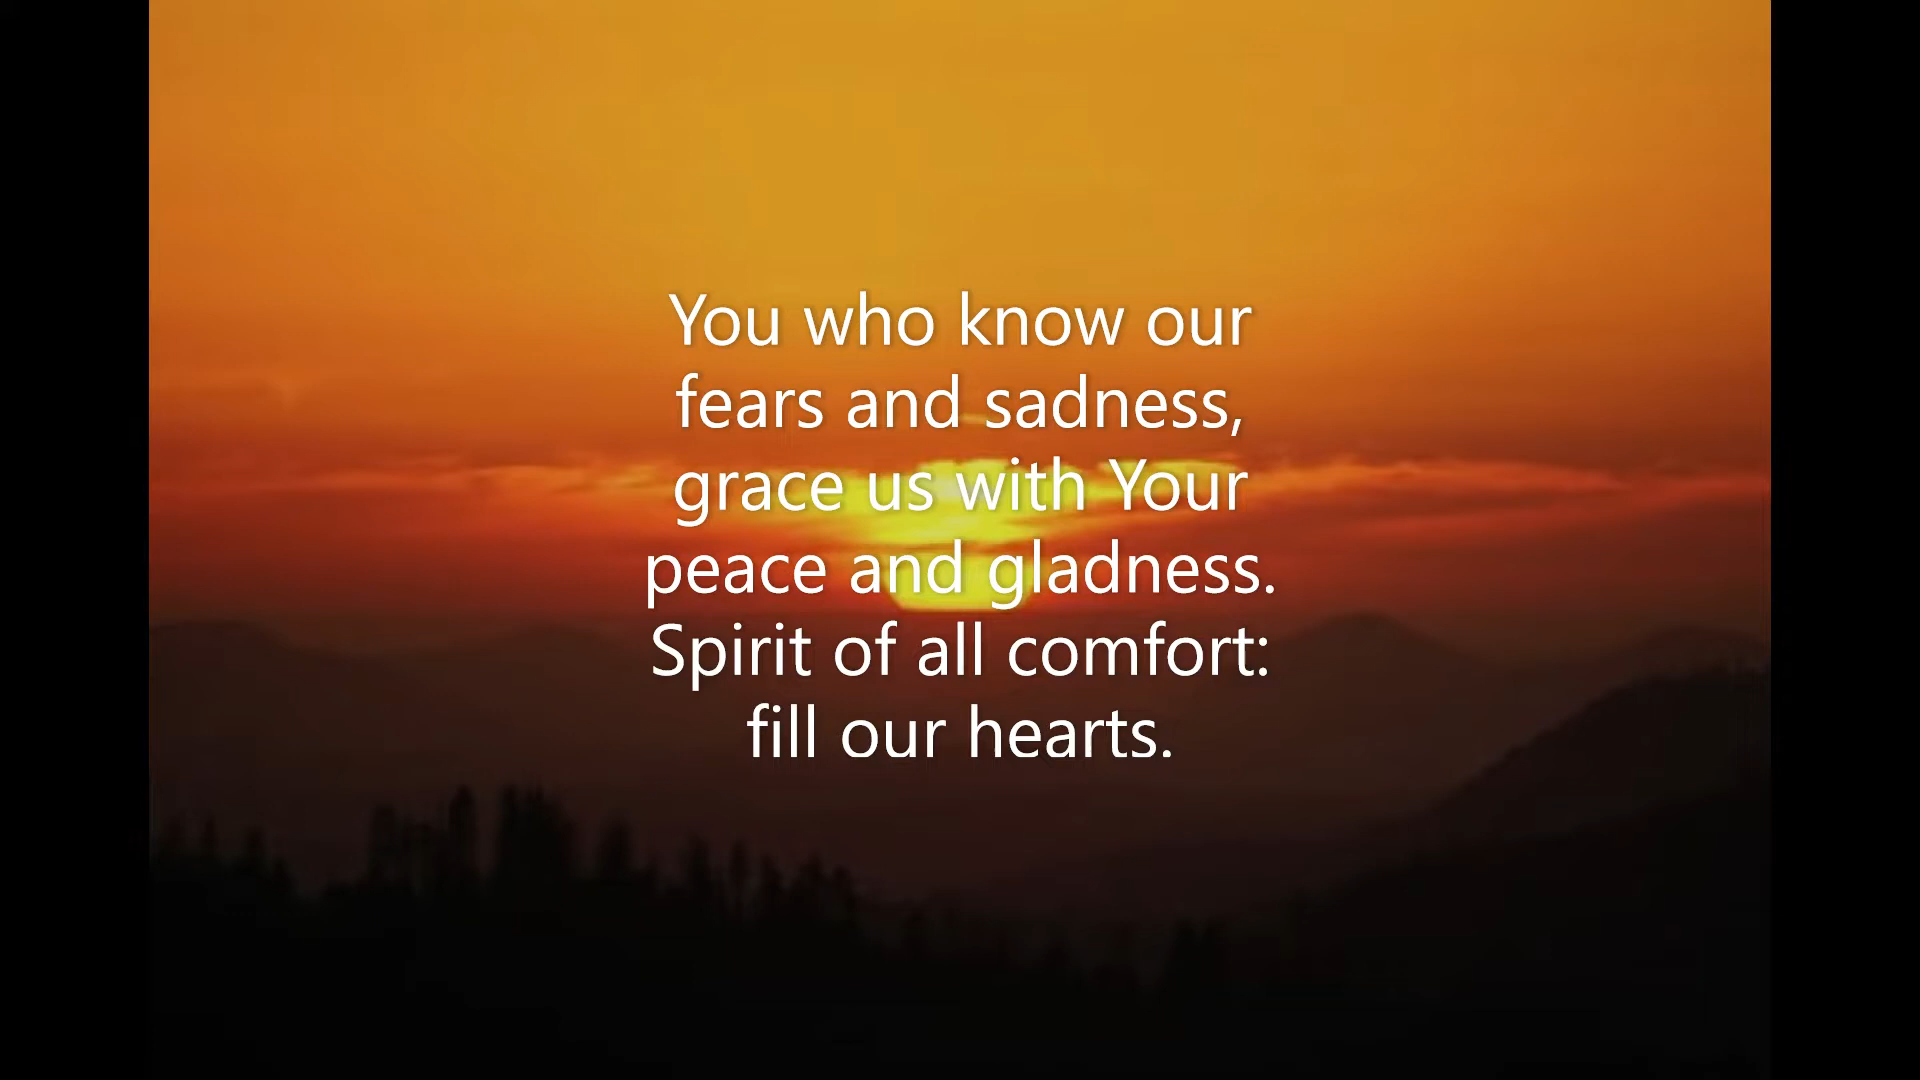 You who know our
fears and sadness,
grace us with Your
peace and gladness.
Spirit of all comfort:
fill our hearts.